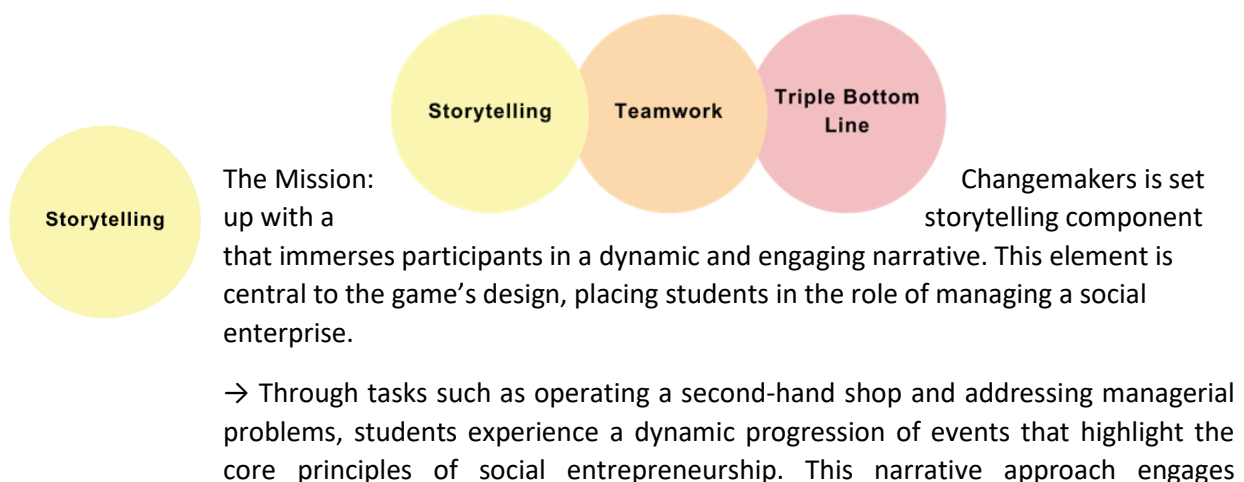 Storytelling
Teamwork
Triple Bottom
Line
Storytelling
The Mission: Changemakers is set
up with a storytelling component
that immerses participants in a dynamic and engaging narrative. This element is
central to the game’s design, placing students in the role of managing a social
enterprise.
→ Through tasks such as operating a second-hand shop and addressing managerial
problems, students experience a dynamic progression of events that highlight the
core principles of social entrepreneurship. This narrative approach engages